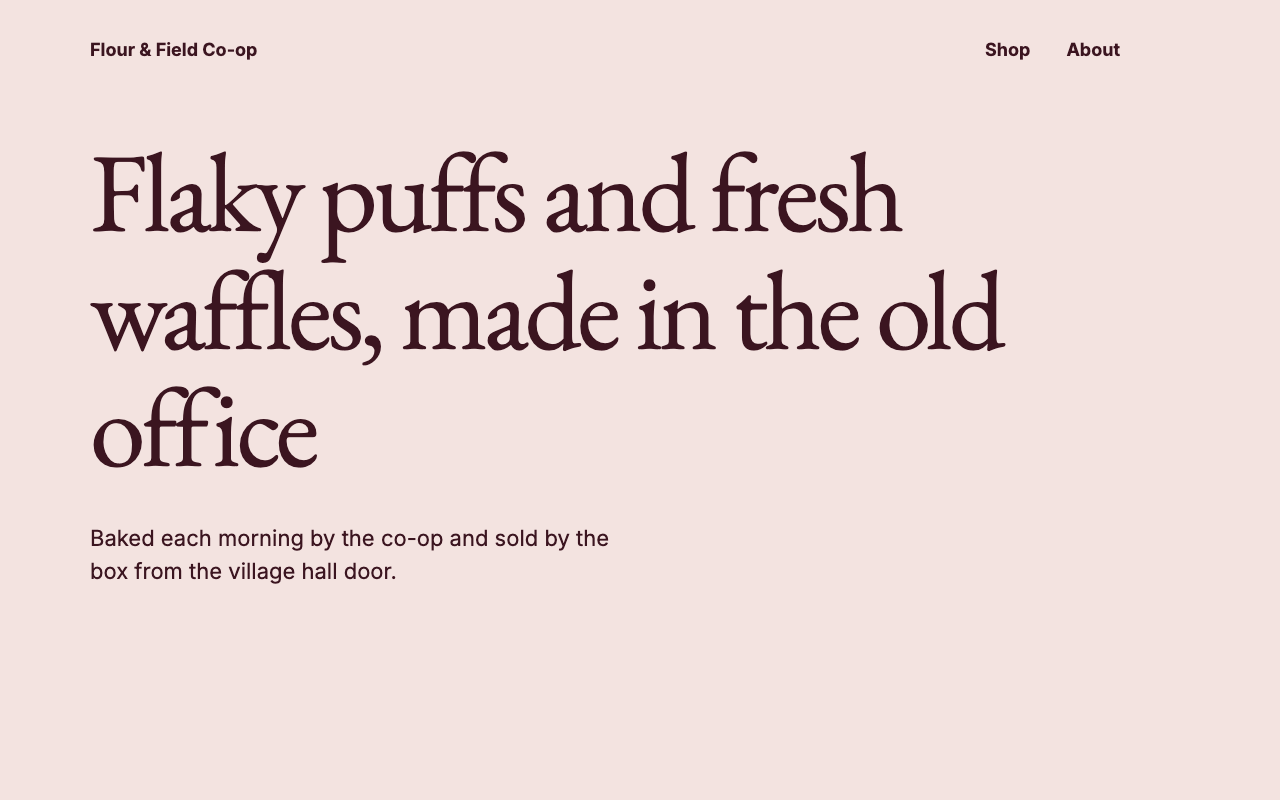 Flour & Field Co-op
Shop About
Flaky puffs and fresh
waffles, made in the old
office
Baked each morning by the co-op and sold by the
box from the village hall door.